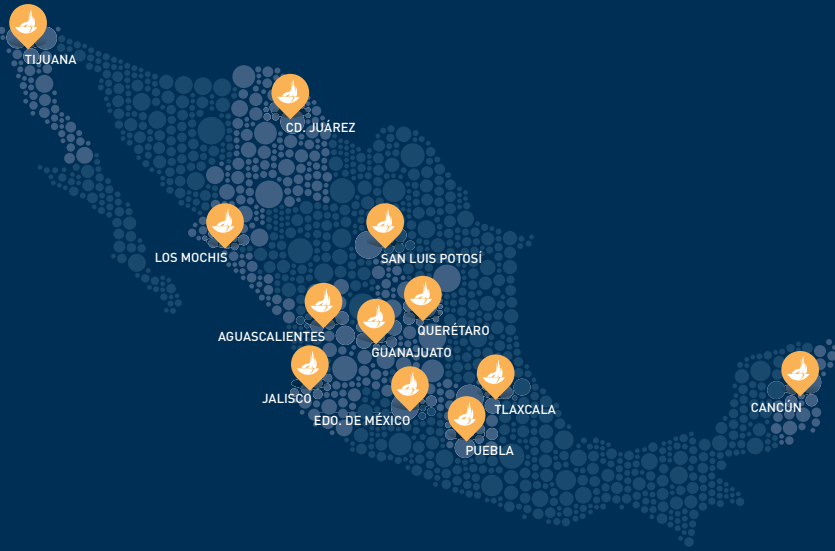 TIJUANA
CD. JUÁREZ
LOS MOCHIS
SAN LUIS POTOSÍ
AGUASCALIENTES
QUERÉTARO
GUANAJUATO
JALISCO
EDO. DE MÉXICO
TLAXCALA
CANCÚN
PUEBLA